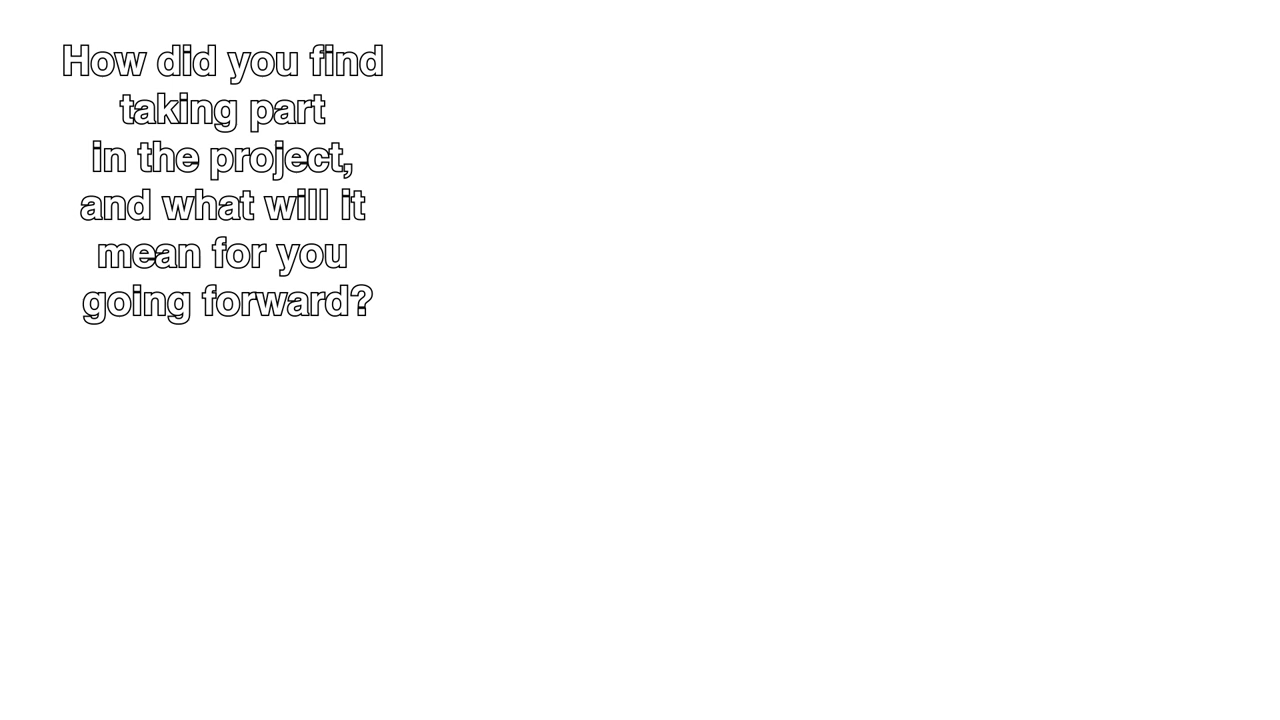 How did you find
taking part
in the project,
and what will it
mean for you
going forward?